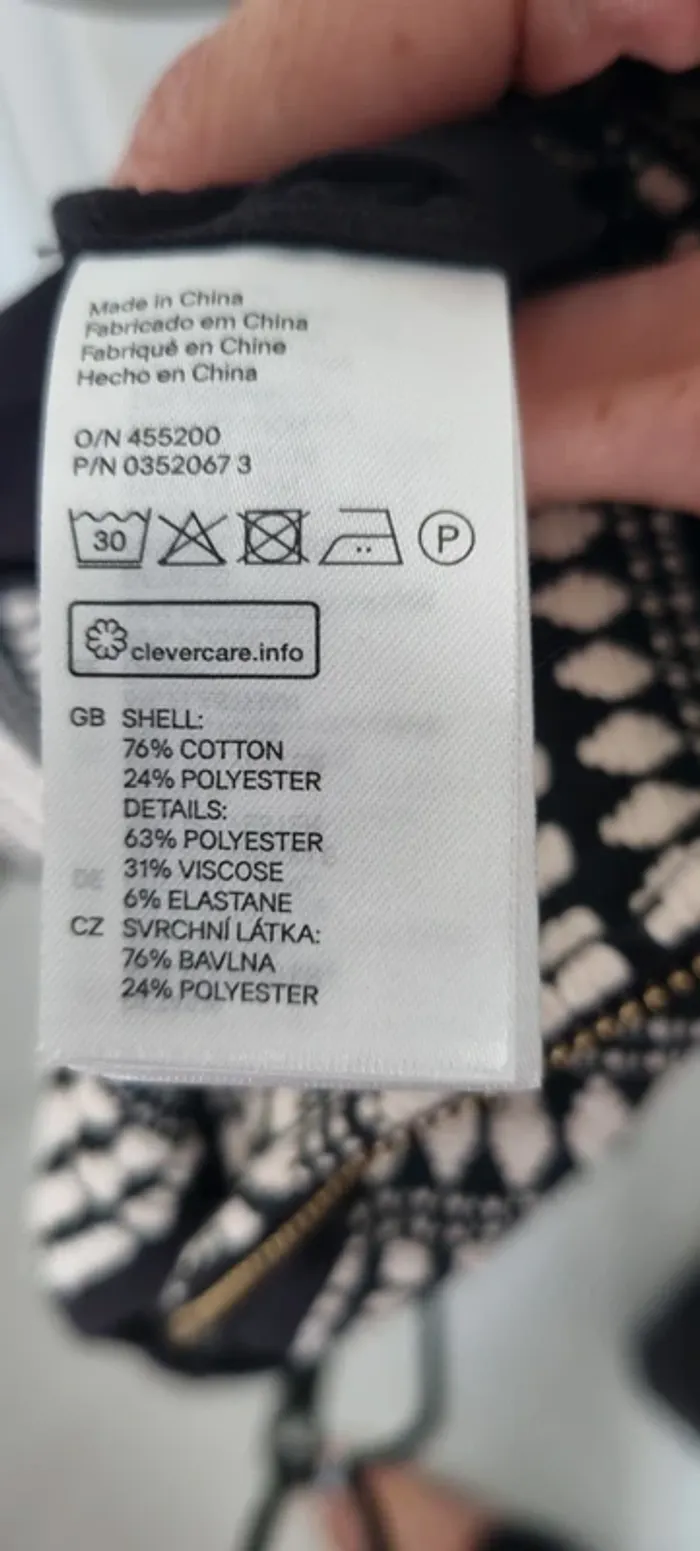 Made in China
Fabricado em China
Fabriqué en Chine
Hecho en China
O/N 455200
P/N 0352067 3
30 P
clevercare.info
GB SHELL:
76% COTTON
24% POLYESTER
DETAILS:
63% POLYESTER
31% VISCOSE
6% ELASTANE
CZ SVRCHNÍ LÁTKA:
76% BAVLNA
24% POLYESTER